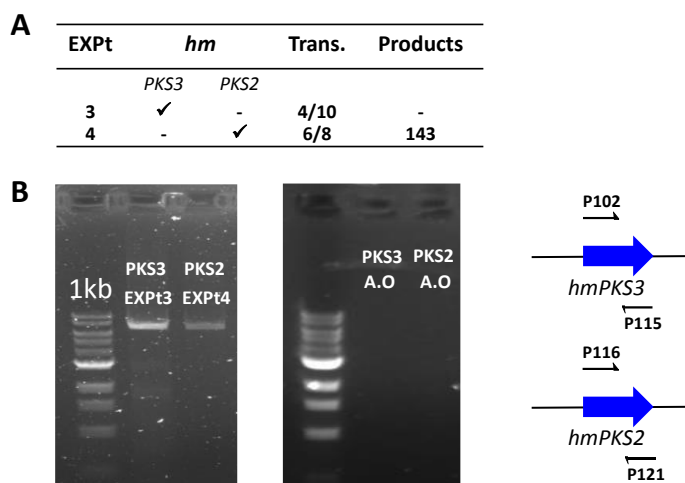 A
EXPt hm Trans. Products
PKS3 PKS2
3 ✓ - 4/10 -
4 - ✓ 6/8 143
B
1kb
PKS3 PKS2
EXPt3 EXPt4
PKS3 PKS2
A.O A.O
P102
hmPKS3
P115
P116
hmPKS2
P121